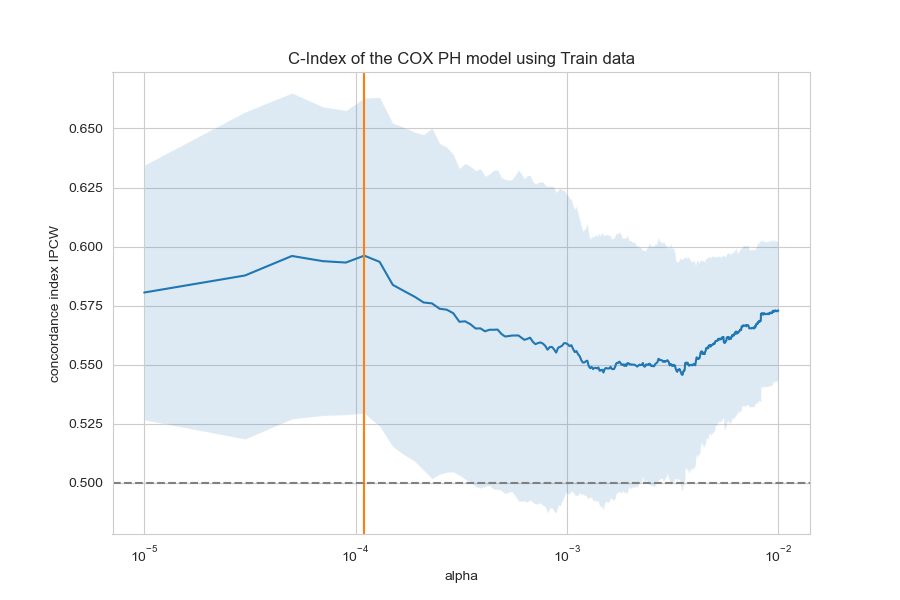 C-Index of the COX PH model using Train data
concordance index IPCW
0.650
0.625
0.600
0.575
0.550
0.525
0.500
10⁻⁵ 10⁻⁴ 10⁻³ 10⁻²
alpha